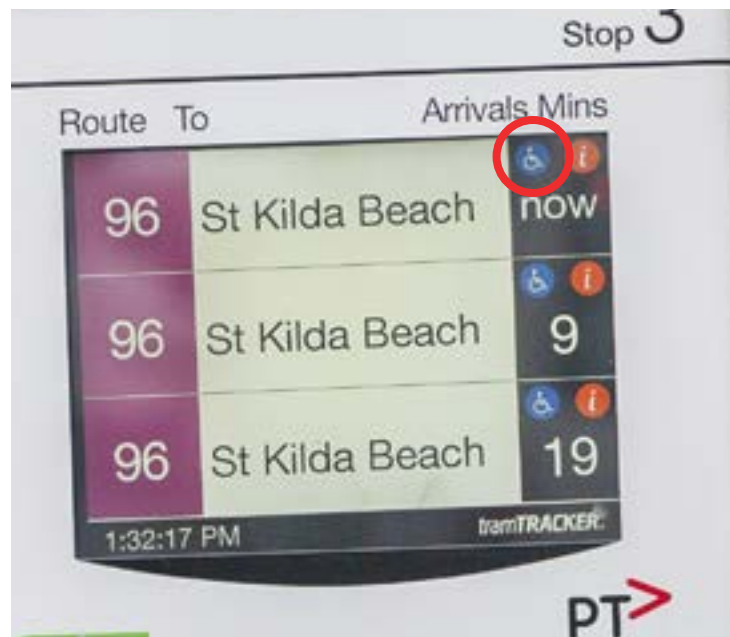 Stop 3
Route To Arrivals Mins
96 St Kilda Beach now
96 St Kilda Beach 9
96 St Kilda Beach 19
1:32:17 PM tramTRACKER.
PT>